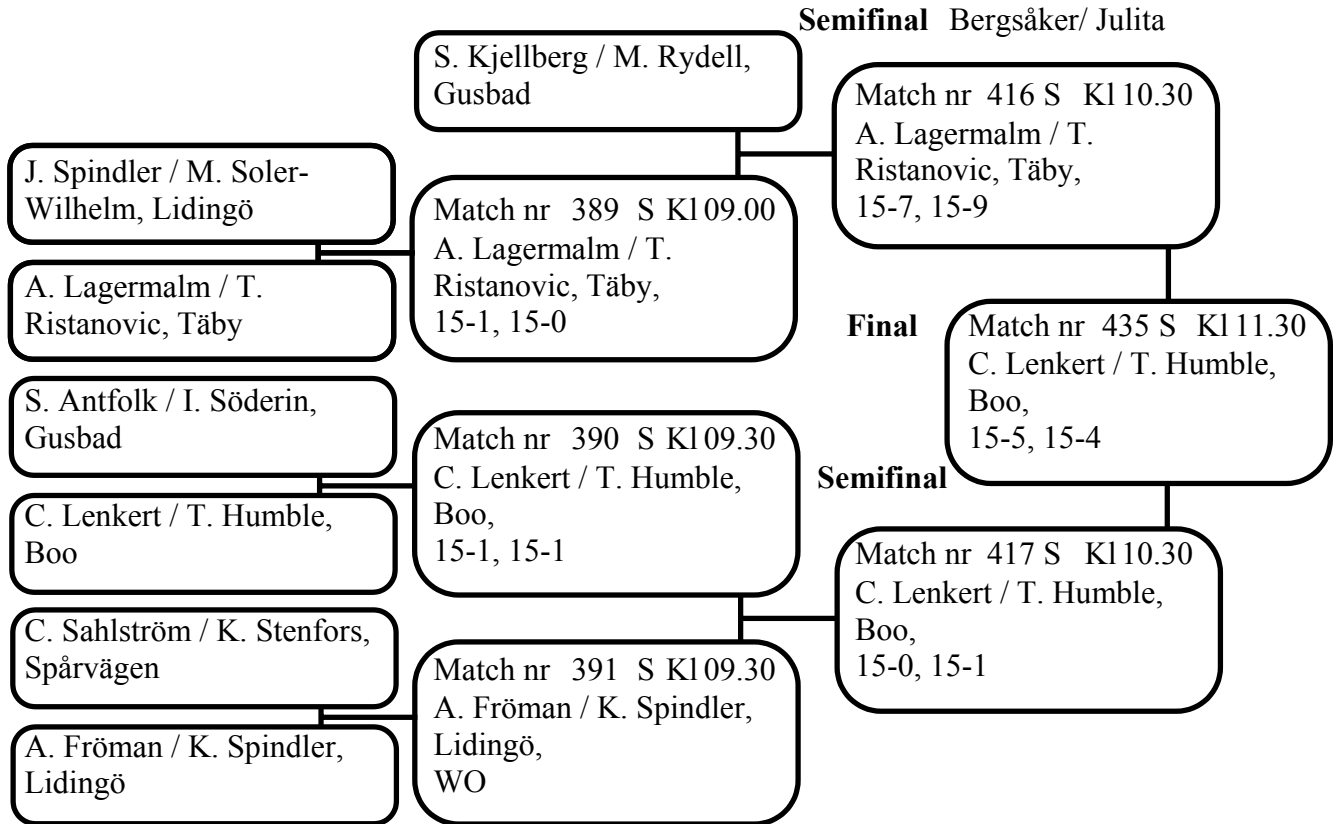 Semifinal Bergsåker/ Julita
S. Kjellberg / M. Rydell,
Gusbad
Match nr 416 S Kl 10.30
A. Lagermalm / T.
Ristanovic, Täby,
15-7, 15-9
J. Spindler / M. Soler-
Wilhelm, Lidingö
Match nr 389 S Kl 09.00
A. Lagermalm / T.
Ristanovic, Täby,
15-1, 15-0
A. Lagermalm / T.
Ristanovic, Täby
Final
Match nr 435 S Kl 11.30
C. Lenkert / T. Humble,
Boo,
15-5, 15-4
S. Antfolk / I. Söderin,
Gusbad
Match nr 390 S Kl 09.30
C. Lenkert / T. Humble,
Boo,
15-1, 15-1
Semifinal
C. Lenkert / T. Humble,
Boo
Match nr 417 S Kl 10.30
C. Lenkert / T. Humble,
Boo,
15-0, 15-1
C. Sahlström / K. Stenfors,
Spårvägen
Match nr 391 S Kl 09.30
A. Fröman / K. Spindler,
Lidingö,
WO
A. Fröman / K. Spindler,
Lidingö